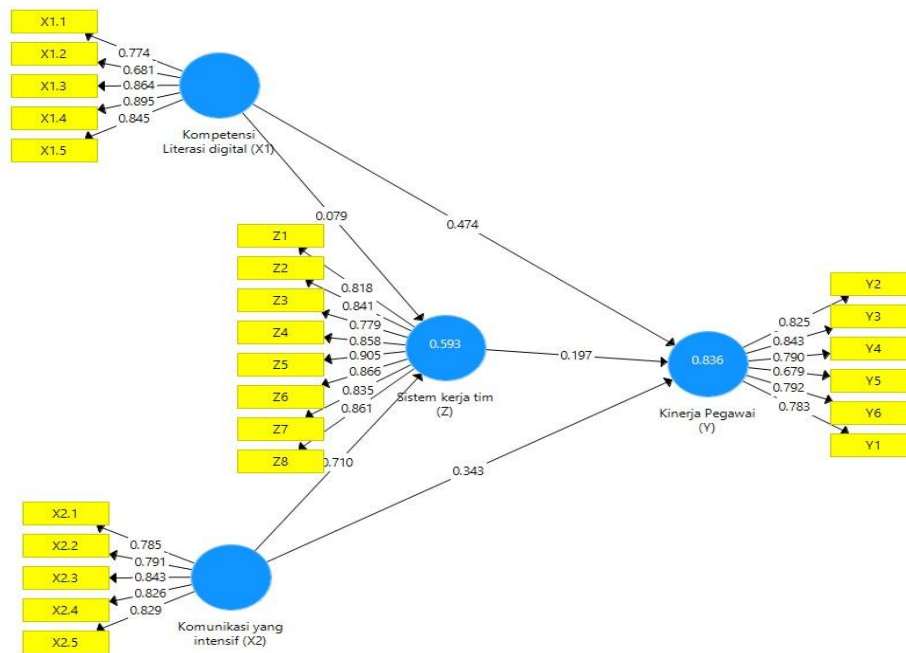 X1.1
X1.2
X1.3
X1.4
X1.5
0.774
0.681
0.864
0.895
0.845
Kompetensi
Literasi digital (X1)
0.079
0.474
Z1
Z2
Z3
Z4
Z5
Z6
Z7
Z8
0.818
0.841
0.779
0.858
0.905
0.866
0.835
0.861
0.593
Sistem kerja tim
(Z)
0.197
0.836
Kinerja Pegawai
(Y)
0.825
0.843
0.790
0.679
0.792
0.783
Y2
Y3
Y4
Y5
Y6
Y1
0.710
0.343
X2.1
X2.2
X2.3
X2.4
X2.5
0.785
0.791
0.843
0.826
0.829
Komunikasi yang
intensif (X2)